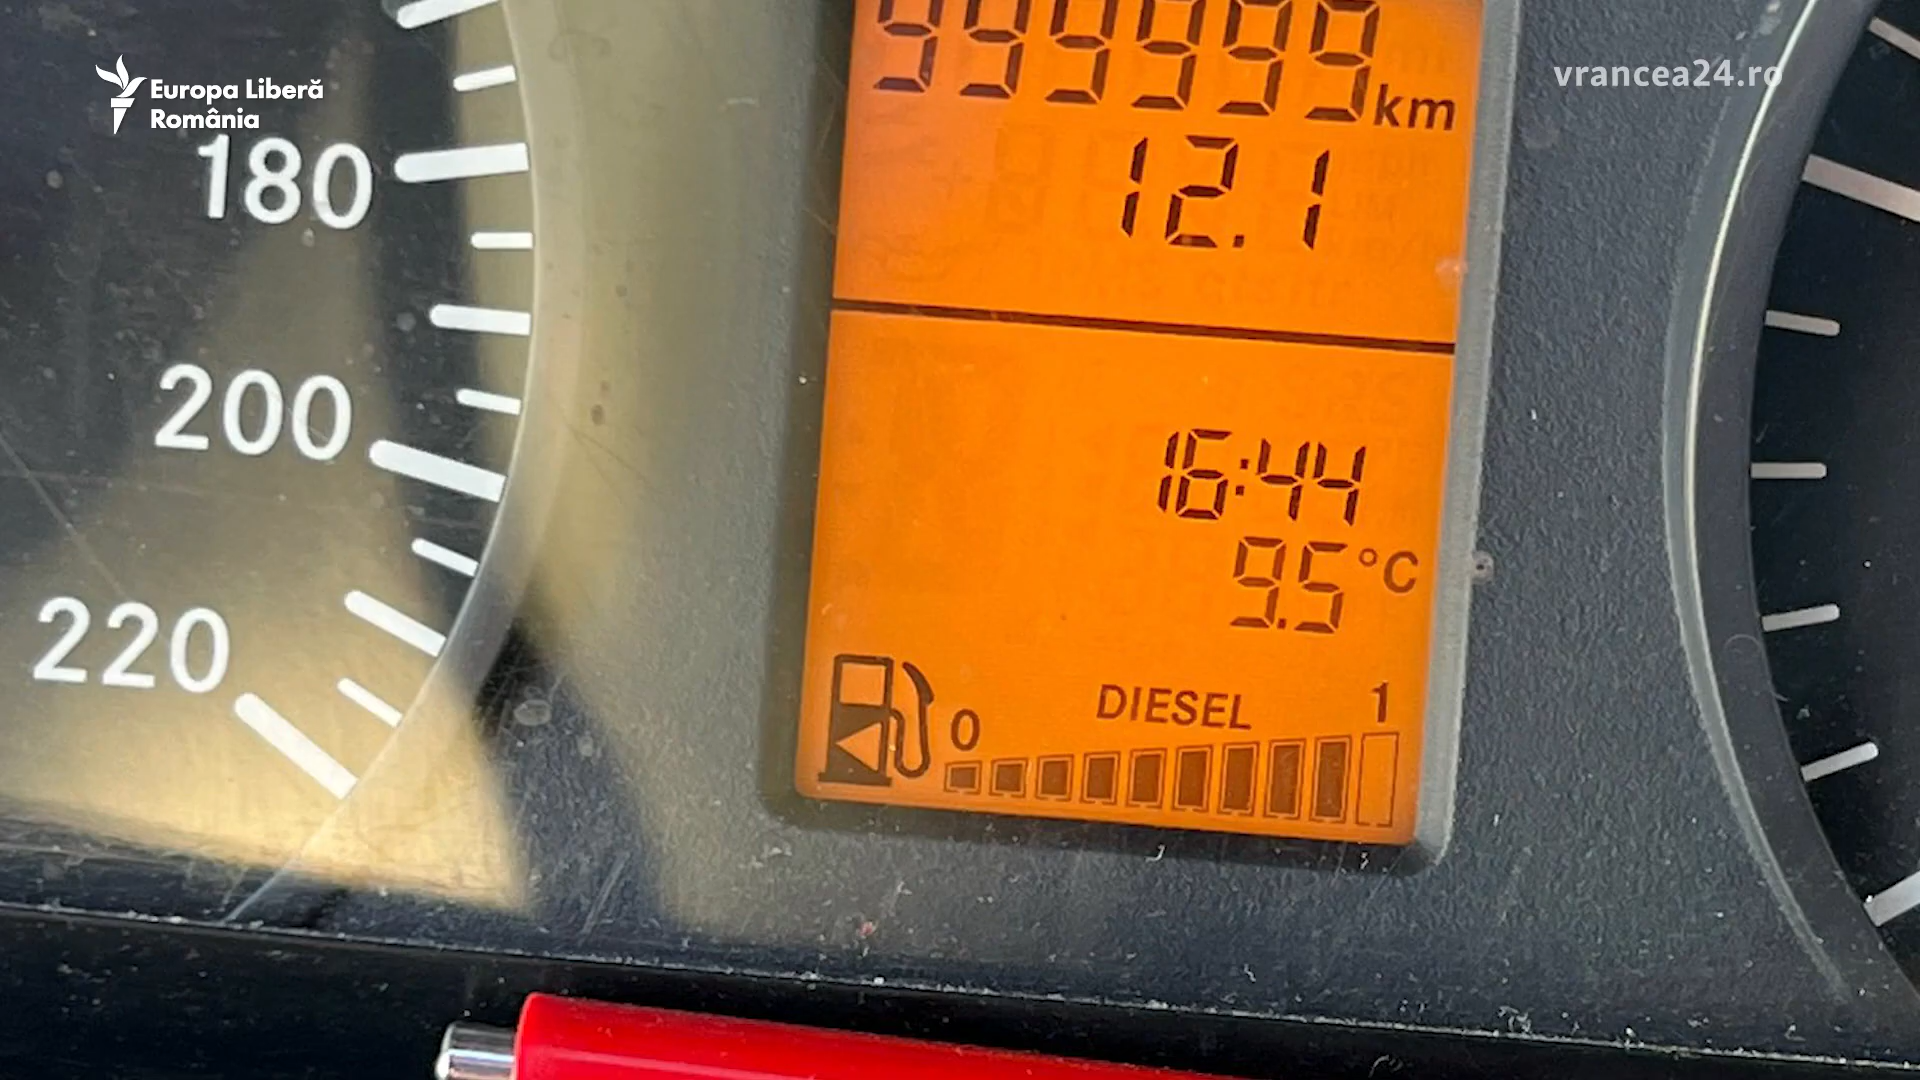 Europa Liberă
România
vrancea24.ro
999999 km
12.1
16:44
9.5 °C
0 DIESEL 1
180
200
220